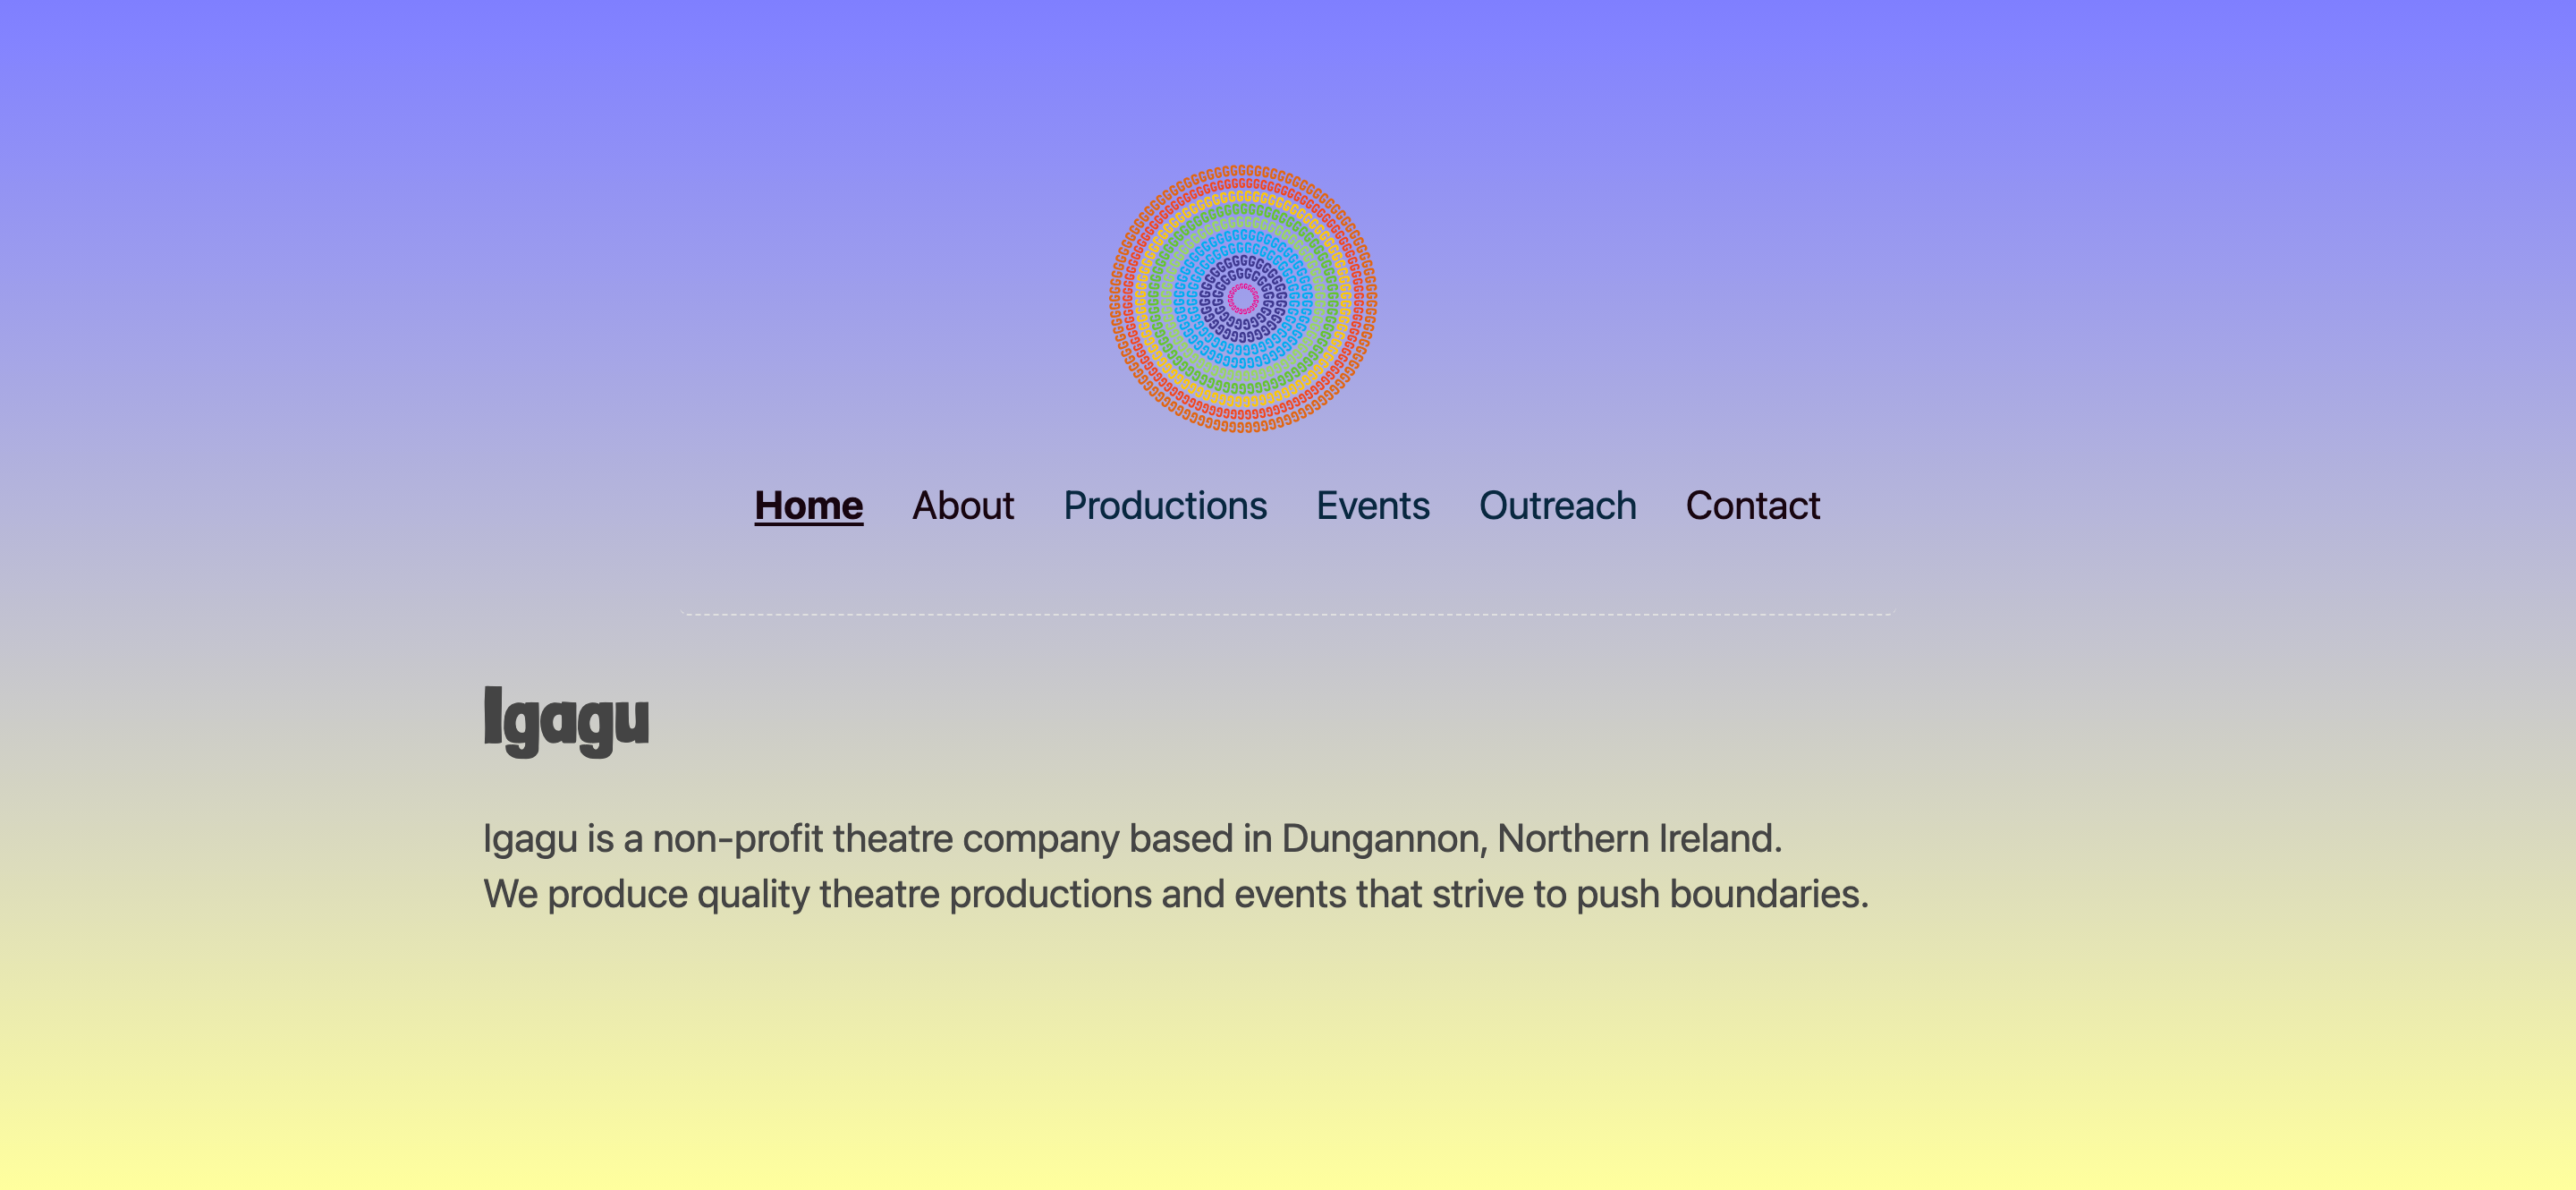 Home About Productions Events Outreach Contact
Igagu
Igagu is a non-profit theatre company based in Dungannon, Northern Ireland.
We produce quality theatre productions and events that strive to push boundaries.